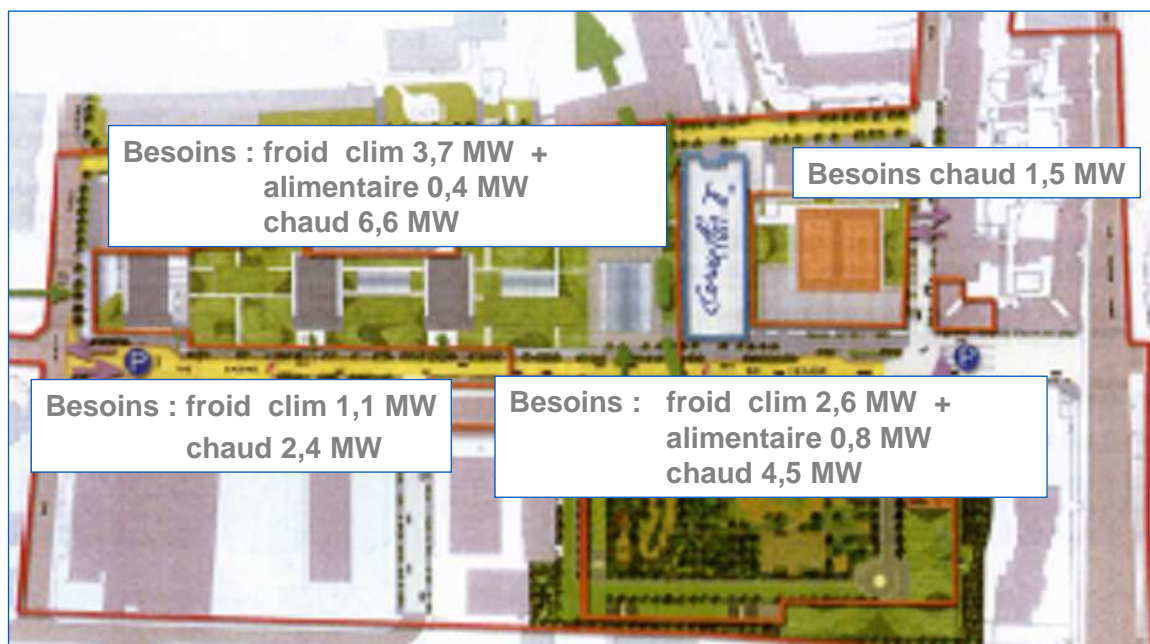 Besoins : froid clim 3,7 MW +
alimentaire 0,4 MW
chaud 6,6 MW
Besoins chaud 1,5 MW
P
P
Besoins : froid clim 1,1 MW
chaud 2,4 MW
Besoins : froid clim 2,6 MW +
alimentaire 0,8 MW
chaud 4,5 MW